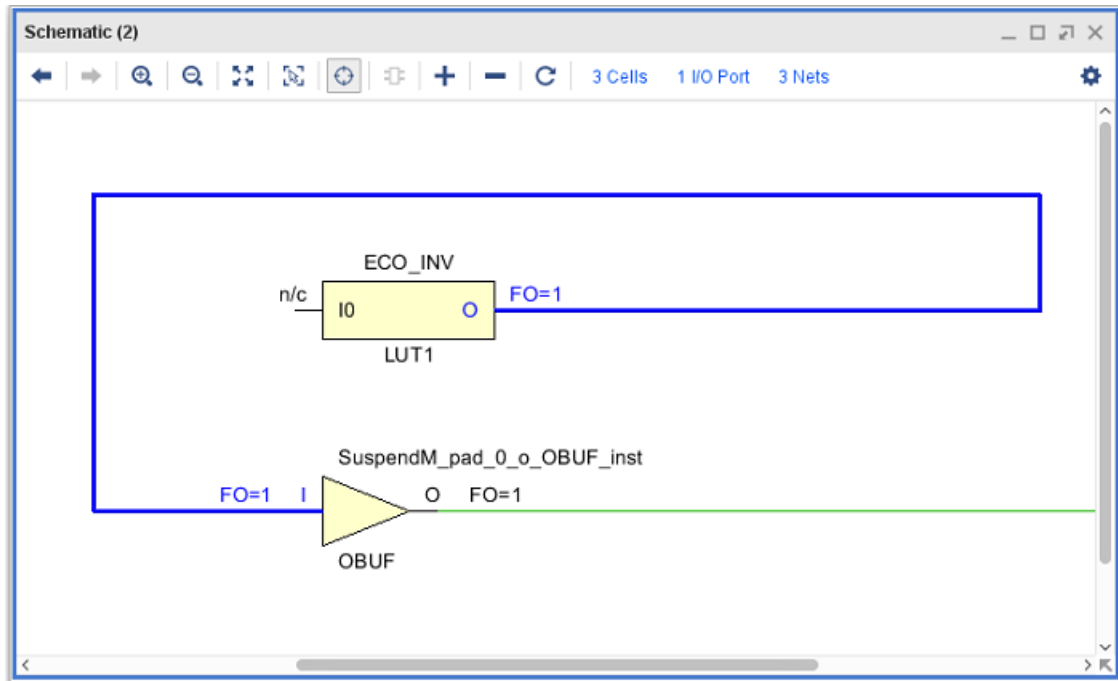 Schematic (2)
3 Cells 1 I/O Port 3 Nets
ECO_INV
n/c
I0 O FO=1
LUT1
SuspendM_pad_0_o_OBUF_inst
FO=1 I O FO=1
OBUF